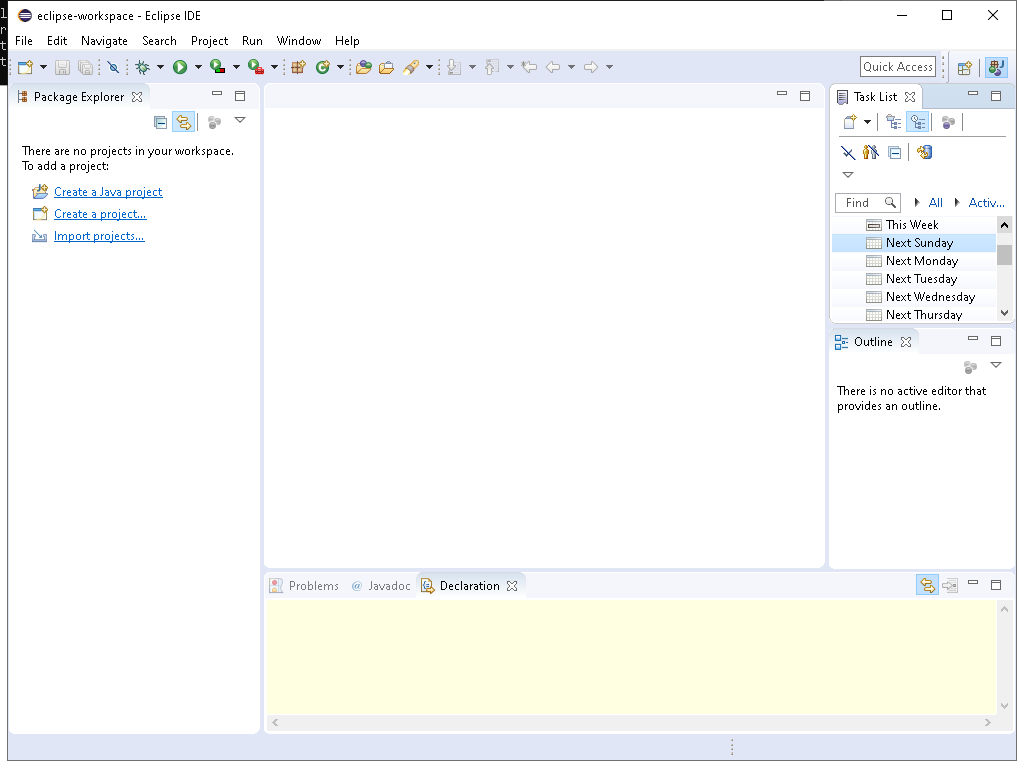 eclipse-workspace - Eclipse IDE
File Edit Navigate Search Project Run Window Help
Quick Access
Package Explorer
There are no projects in your workspace.
To add a project:
Create a Java project
Create a project...
Import projects...
Task List
Find All Activ...
This Week
Next Sunday
Next Monday
Next Tuesday
Next Wednesday
Next Thursday
Outline
There is no active editor that
provides an outline.
Problems @ Javadoc Declaration